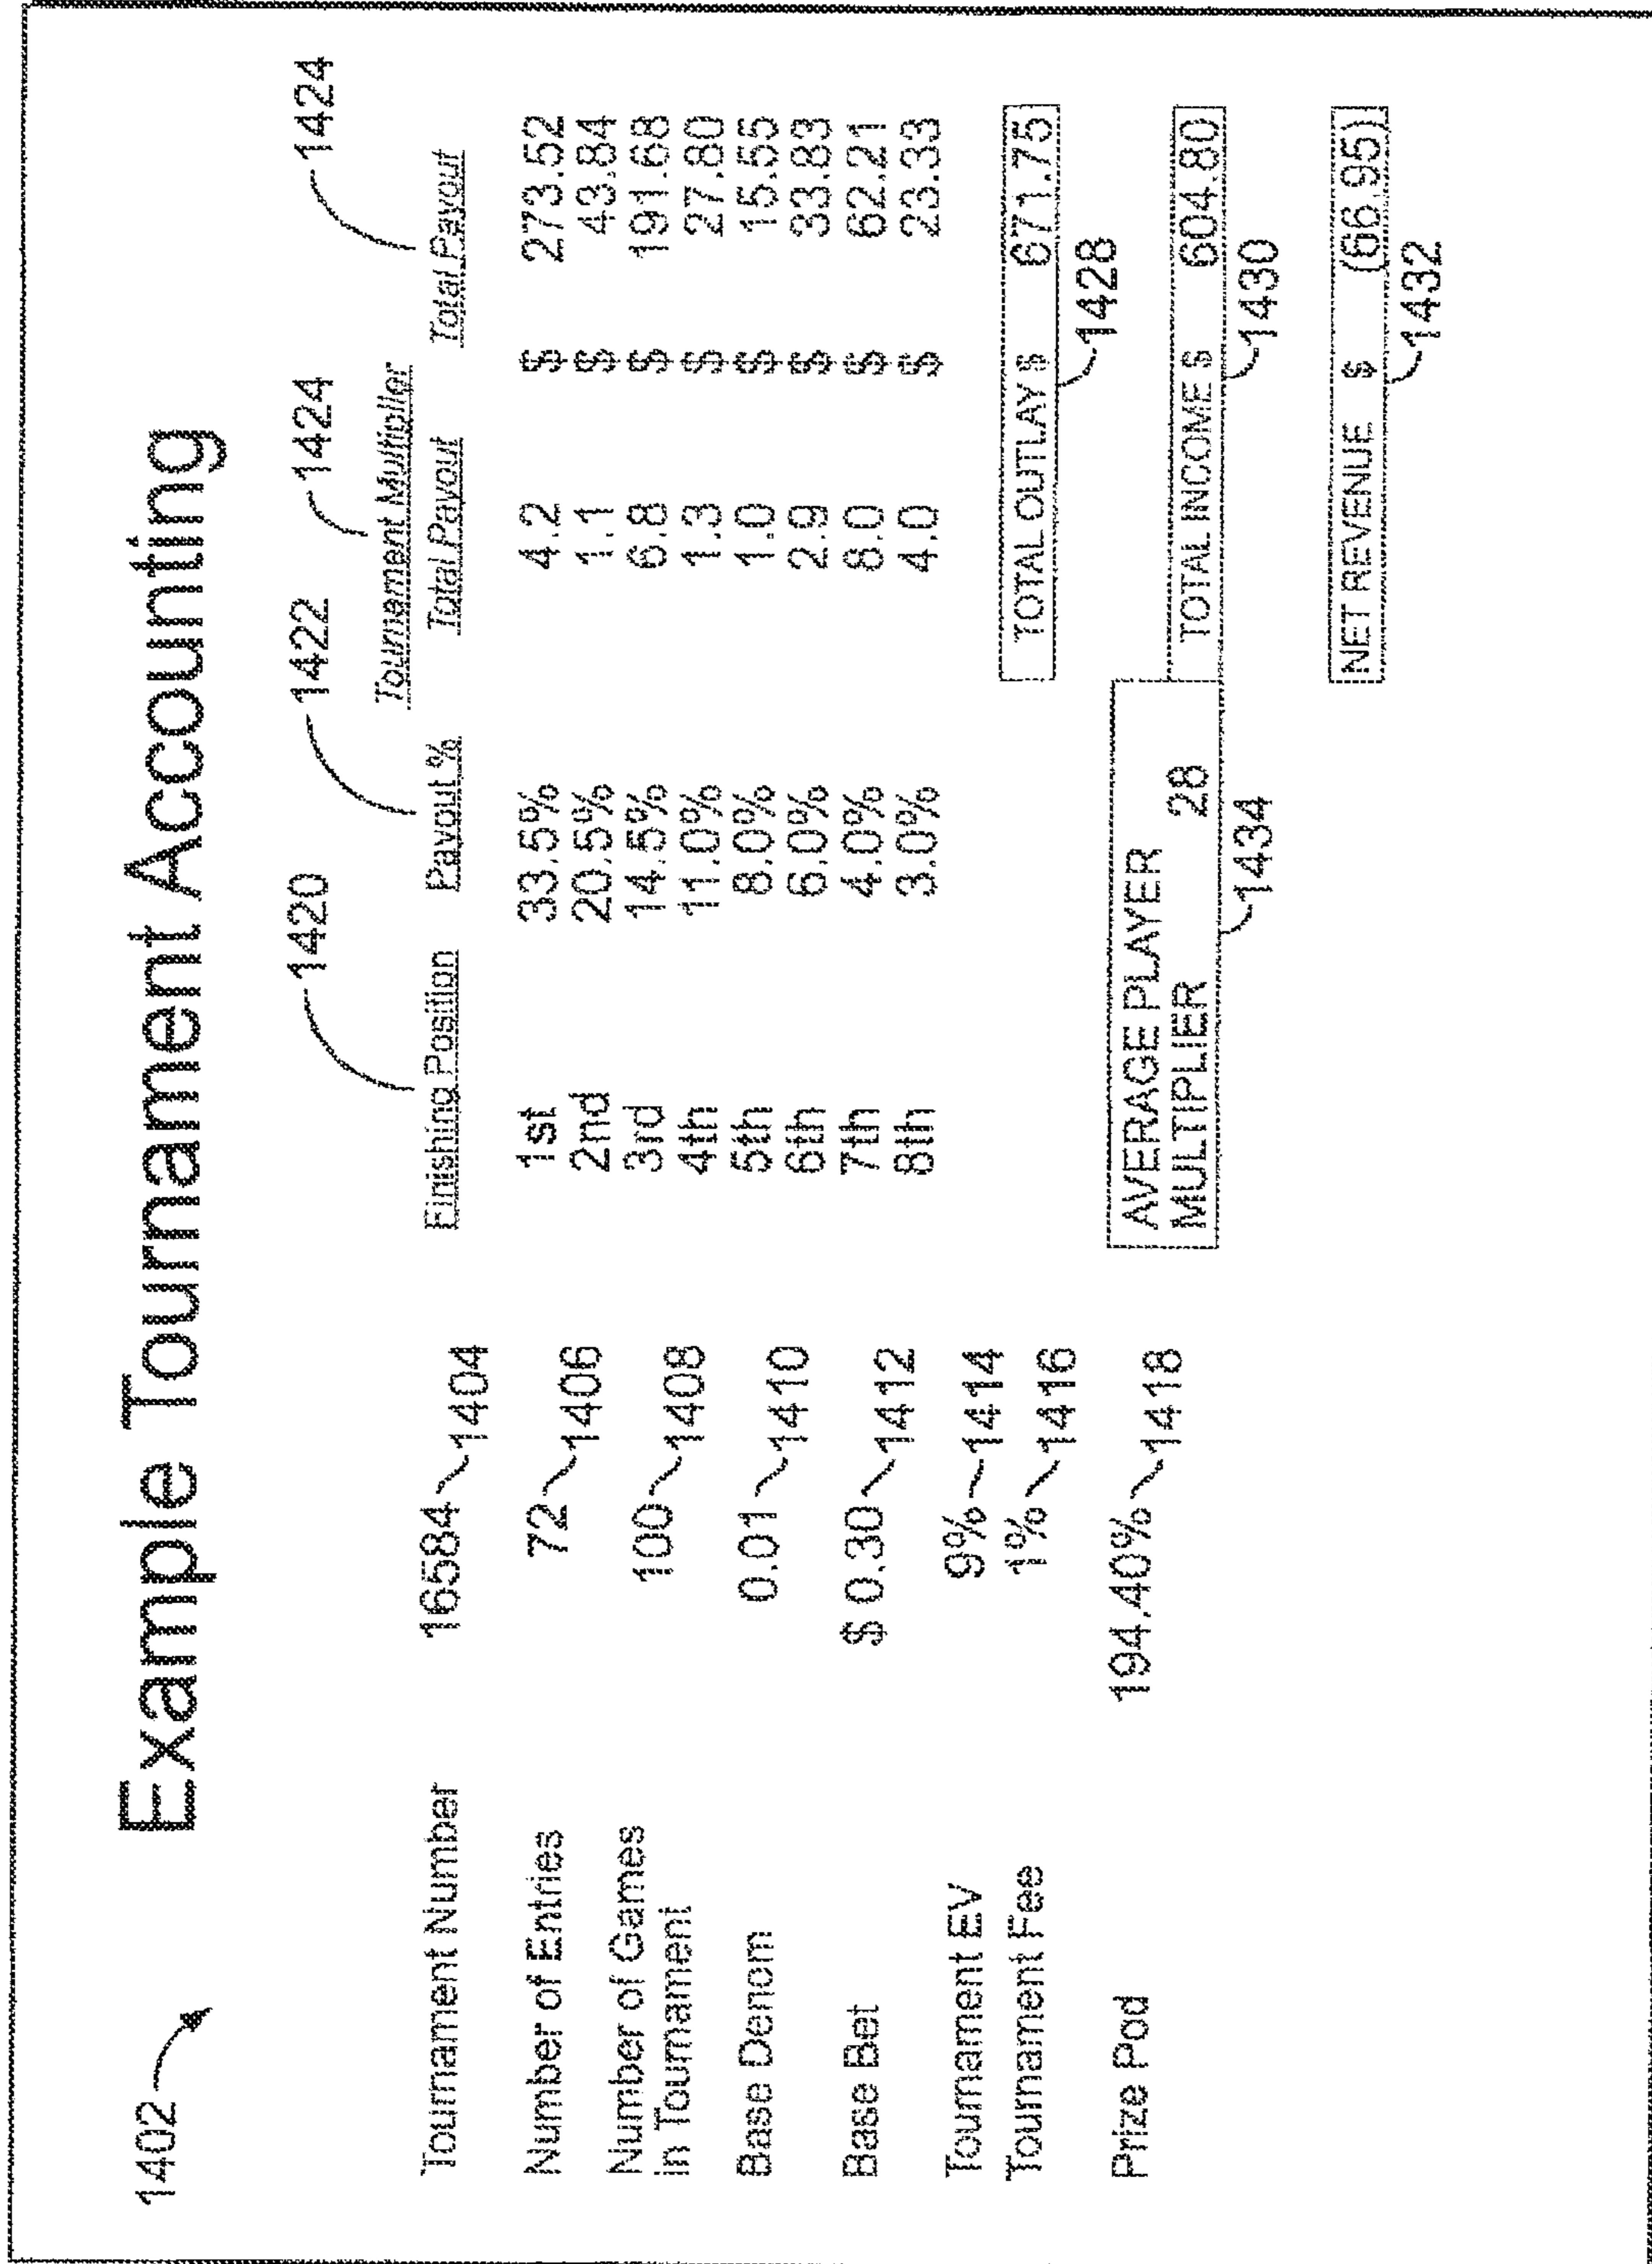 1402
Example Tournament Accounting
Tournament Number 16584 1404
Number of Entries 72 1406
Number of Games
in Tournament 100 1408
Base Denom 0.01 1410
Base Bet $ 0.30 1412
Tournament EV 9% 1414
Tournament Fee 1% 1416
Prize Pod 194.40% 1418
1420 1422 1424 1424
Tournament Multiplier
Finishing Position Payout % Total Payout Total Payout
1st 33.5% 4.2 $ 273.52
2nd 20.5% 1.1 $ 43.84
3rd 14.5% 6.8 $ 191.68
4th 11.0% 1.3 $ 27.80
5th 8.0% 1.0 $ 15.55
6th 6.0% 2.9 $ 33.83
7th 4.0% 8.0 $ 62.21
8th 3.0% 4.0 $ 23.33
TOTAL OUTLAY $ 671.75
1428
AVERAGE PLAYER
MULTIPLIER 28
1434
TOTAL INCOME $ 604.80
1430
NET REVENUE $ (66.95)
1432